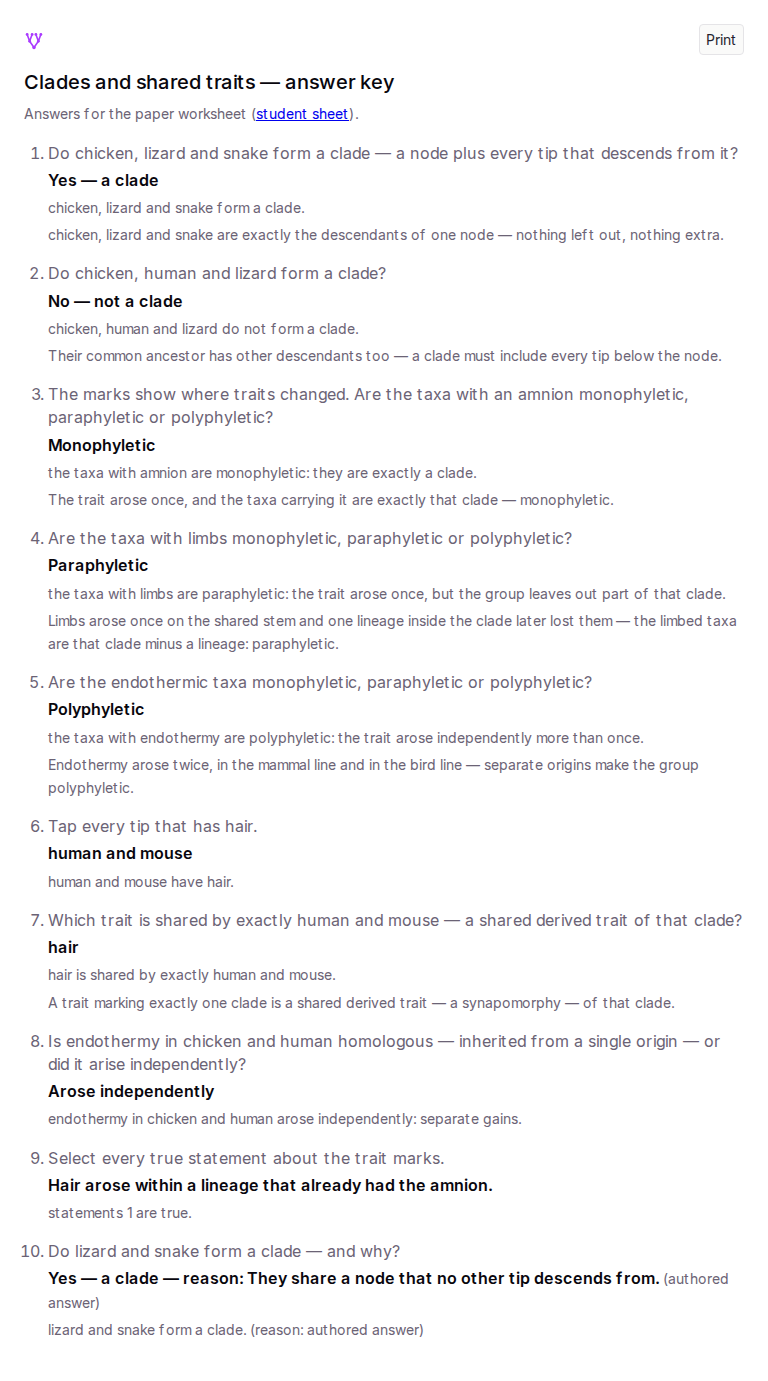 Print
Clades and shared traits — answer key
Answers for the paper worksheet (student sheet).
1. Do chicken, lizard and snake form a clade — a node plus every tip that descends from it?
Yes — a clade
chicken, lizard and snake form a clade.
chicken, lizard and snake are exactly the descendants of one node — nothing left out, nothing extra.
2. Do chicken, human and lizard form a clade?
No — not a clade
chicken, human and lizard do not form a clade.
Their common ancestor has other descendants too — a clade must include every tip below the node.
3. The marks show where traits changed. Are the taxa with an amnion monophyletic,
paraphyletic or polyphyletic?
Monophyletic
the taxa with amnion are monophyletic: they are exactly a clade.
The trait arose once, and the taxa carrying it are exactly that clade — monophyletic.
4. Are the taxa with limbs monophyletic, paraphyletic or polyphyletic?
Paraphyletic
the taxa with limbs are paraphyletic: the trait arose once, but the group leaves out part of that clade.
Limbs arose once on the shared stem and one lineage inside the clade later lost them — the limbed taxa
are that clade minus a lineage: paraphyletic.
5. Are the endothermic taxa monophyletic, paraphyletic or polyphyletic?
Polyphyletic
the taxa with endothermy are polyphyletic: the trait arose independently more than once.
Endothermy arose twice, in the mammal line and in the bird line — separate origins make the group
polyphyletic.
6. Tap every tip that has hair.
human and mouse
human and mouse have hair.
7. Which trait is shared by exactly human and mouse — a shared derived trait of that clade?
hair
hair is shared by exactly human and mouse.
A trait marking exactly one clade is a shared derived trait — a synapomorphy — of that clade.
8. Is endothermy in chicken and human homologous — inherited from a single origin — or
did it arise independently?
Arose independently
endothermy in chicken and human arose independently: separate gains.
9. Select every true statement about the trait marks.
Hair arose within a lineage that already had the amnion.
statements 1 are true.
10. Do lizard and snake form a clade — and why?
Yes — a clade — reason: They share a node that no other tip descends from. (authored
answer)
lizard and snake form a clade. (reason: authored answer)